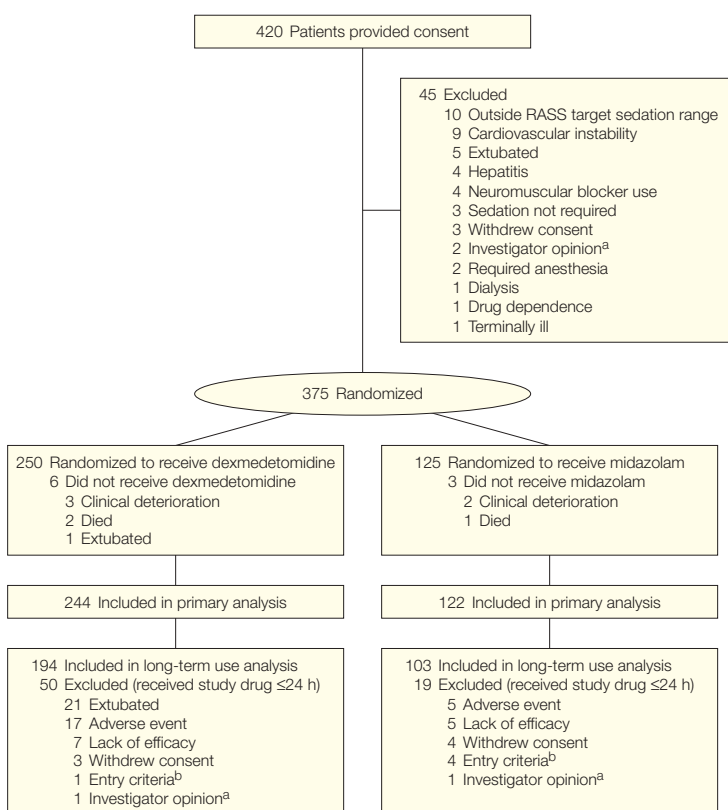 420 Patients provided consent
45 Excluded
10 Outside RASS target sedation range
9 Cardiovascular instability
5 Extubated
4 Hepatitis
4 Neuromuscular blocker use
3 Sedation not required
3 Withdrew consent
2 Investigator opinionᵃ
2 Required anesthesia
1 Dialysis
1 Drug dependence
1 Terminally ill
375 Randomized
250 Randomized to receive dexmedetomidine
6 Did not receive dexmedetomidine
3 Clinical deterioration
2 Died
1 Extubated
125 Randomized to receive midazolam
3 Did not receive midazolam
2 Clinical deterioration
1 Died
244 Included in primary analysis
122 Included in primary analysis
194 Included in long-term use analysis
50 Excluded (received study drug ≤24 h)
21 Extubated
17 Adverse event
7 Lack of efficacy
3 Withdrew consent
1 Entry criteriaᵇ
1 Investigator opinionᵃ
103 Included in long-term use analysis
19 Excluded (received study drug ≤24 h)
5 Adverse event
5 Lack of efficacy
4 Withdrew consent
4 Entry criteriaᵇ
1 Investigator opinionᵃ